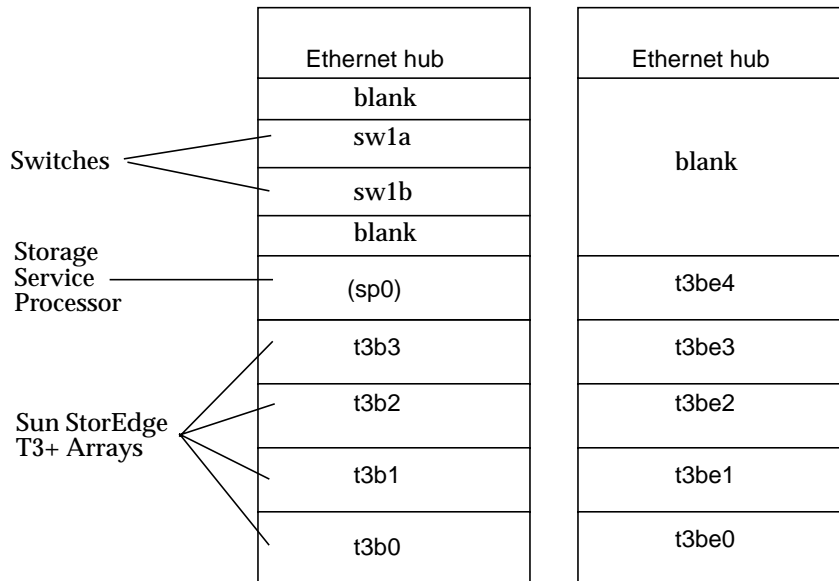 Ethernet hub
blank
sw1a
sw1b
blank
(sp0)
t3b3
t3b2
t3b1
t3b0
Switches
Storage
Service
Processor
Sun StorEdge
T3+ Arrays
Ethernet hub
blank
t3be4
t3be3
t3be2
t3be1
t3be0